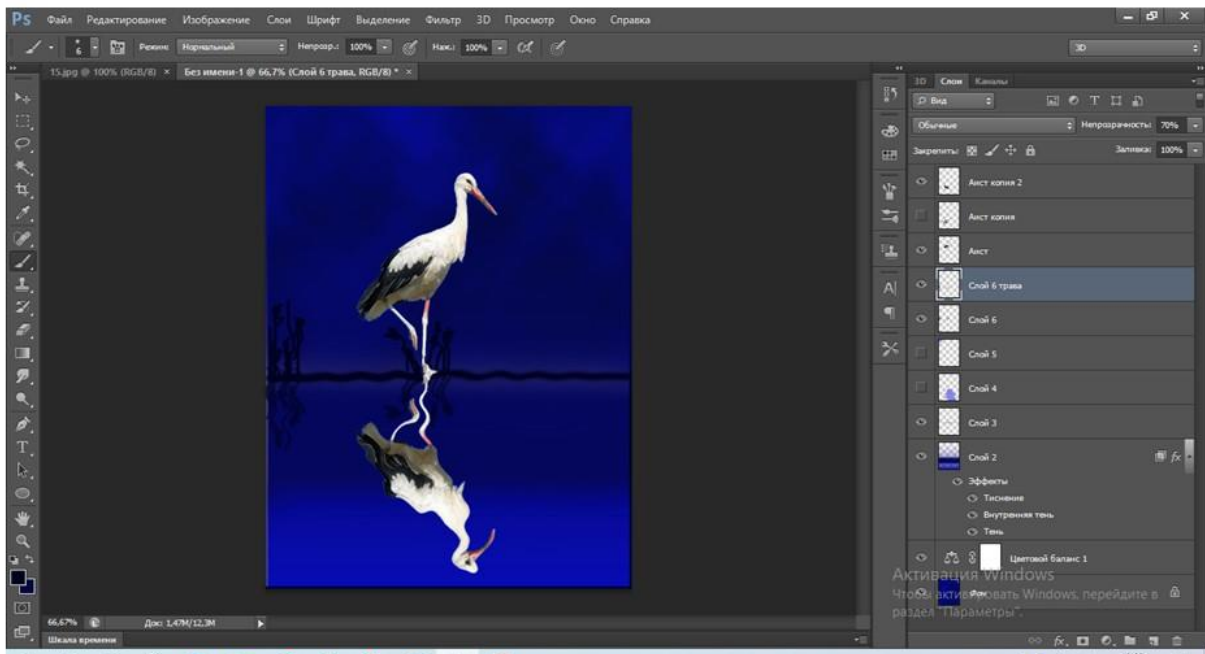 Ps Файл Редактирование Изображение Слои Шрифт Выделение Фильтр 3D Просмотр Окно Справка
6 Режим: Нормальный Непрозр.: 100% Наж.: 100% 3D
15.jpg @ 100% (RGB/8) × Без имени-1 @ 66,7% (Слой 6 трава, RGB/8) * ×
3D Слои Каналы
Вид
Обычные Непрозрачность: 70%
Закрепить: Заливка: 100%
Аист копия 2
Аист копия
Аист
Слой 6 трава
Слой 6
Слой 5
Слой 4
Слой 3
Слой 2 fx
Эффекты
Тиснение
Внутренняя тень
Тень
Цветовой баланс 1
Фон
Активация Windows
Чтобы активировать Windows, перейдите в
раздел "Параметры".
66,67% Док: 1,47M/12,3M
Шкала времени